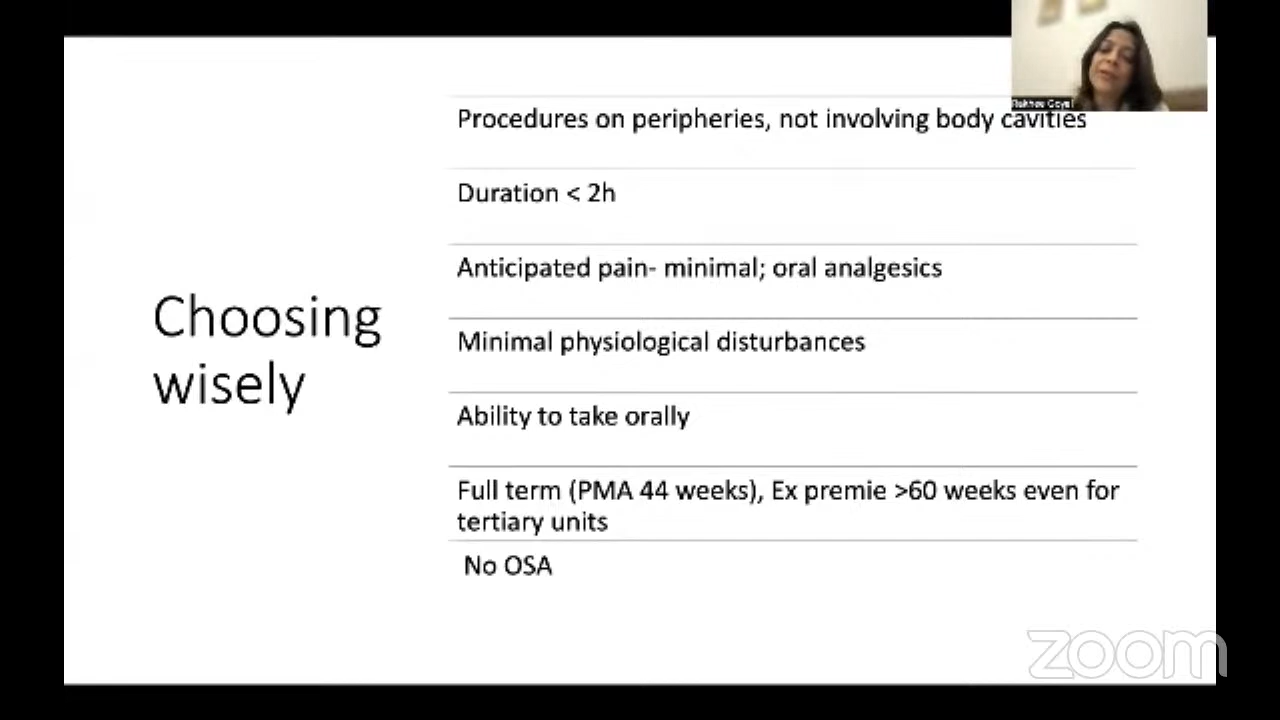 Rakhee Goyal
Procedures on peripheries, not involving body cavities
Duration < 2h
Anticipated pain- minimal; oral analgesics
Choosing
wisely
Minimal physiological disturbances
Ability to take orally
Full term (PMA 44 weeks), Ex premie >60 weeks even for
tertiary units
No OSA
zoom